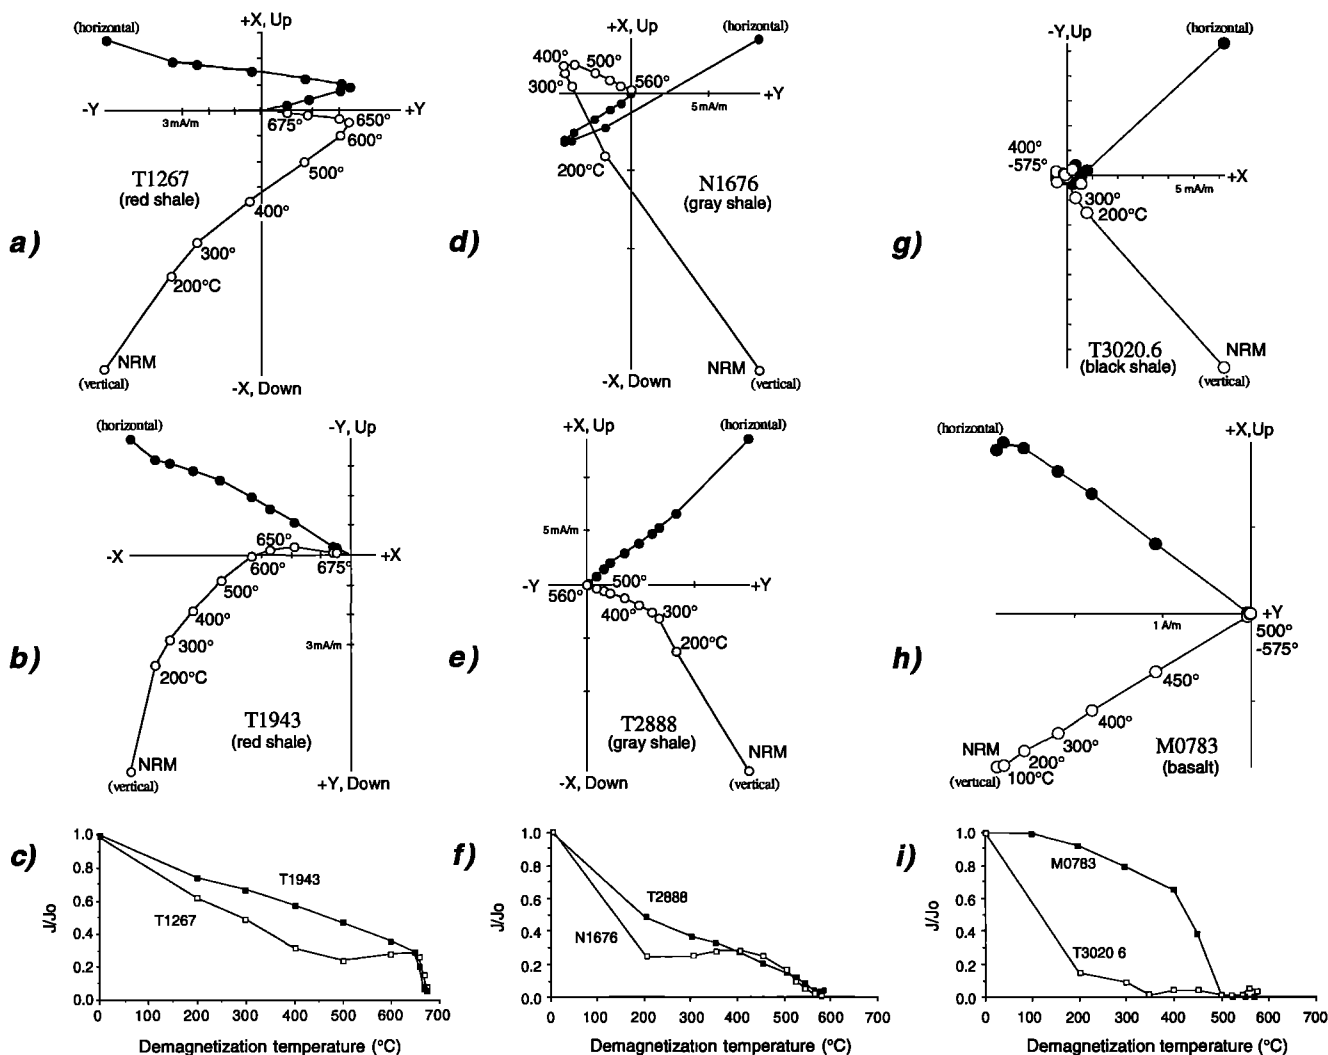 a)
(horizontal)
+X, Up
-Y
+Y
3mA/m
675°
650°
600°
500°
400°
300°
200°C
T1267
(red shale)
NRM
(vertical)
-X, Down
d)
+X, Up
(horizontal)
400°
500°
560°
300°
+Y
5mA/m
200°C
N1676
(gray shale)
NRM
(vertical)
-X, Down
g)
-Y, Up
(horizontal)
400°
-575°
+X
5 mA/m
300°
200°C
T3020.6
(black shale)
NRM
(vertical)
b)
(horizontal)
-Y, Up
-X
+X
650°
600°
675°
500°
400°
300°
200°C
3mA/m
T1943
(red shale)
NRM
(vertical)
+Y, Down
e)
+X, Up
(horizontal)
5mA/m
-Y
+Y
560°
500°
400°
300°
200°C
T2888
(gray shale)
NRM
(vertical)
-X, Down
h)
(horizontal)
+X, Up
+Y
1 A/m
500°
-575°
450°
400°
300°
200°
100°C
NRM
(vertical)
M0783
(basalt)
c)
J/Jo
1.0
0.8
0.6
0.4
0.2
0.0
T1943
T1267
0 100 200 300 400 500 600 700
Demagnetization temperature (°C)
f)
J/Jo
1.0
0.8
0.6
0.4
0.2
0.0
T2888
N1676
0 100 200 300 400 500 600 700
Demagnetization temperature (°C)
i)
J/Jo
1.0
0.8
0.6
0.4
0.2
0.0
M0783
T3020 6
0 100 200 300 400 500 600 700
Demagnetization temperature (°C)